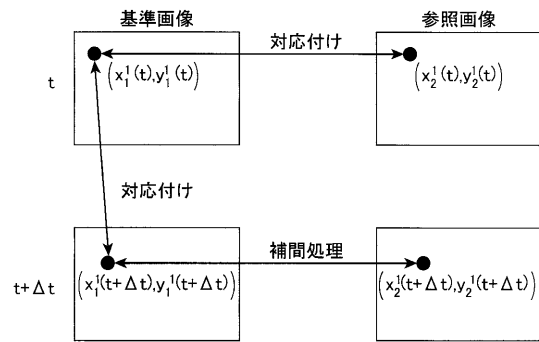 基準画像
参照画像
対応付け
t
(x₁¹(t),y₁¹(t))
(x₂¹(t),y₂¹(t))
対応付け
補間処理
t+Δt
(x₁¹(t+Δt),y₁¹(t+Δt))
(x₂¹(t+Δt),y₂¹(t+Δt))